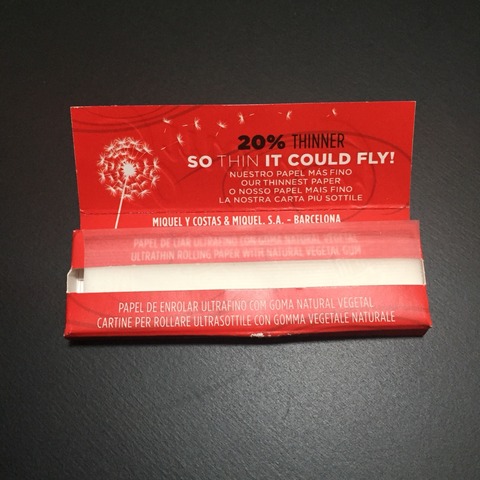 20% THINNER
SO THIN IT COULD FLY!
NUESTRO PAPEL MÁS FINO
OUR THINNEST PAPER
O NOSSO PAPEL MAIS FINO
LA NOSTRA CARTA PIÙ SOTTILE
MIQUEL Y COSTAS & MIQUEL, S.A. - BARCELONA
PAPEL DE LIAR ULTRAFINO CON GOMA NATURAL VEGETAL
ULTRATHIN ROLLING PAPER WITH NATURAL VEGETAL GUM
PAPEL DE ENROLAR ULTRAFINO COM GOMA NATURAL VEGETAL
CARTINE PER ROLLARE ULTRASOTTILE CON GOMMA VEGETALE NATURALE